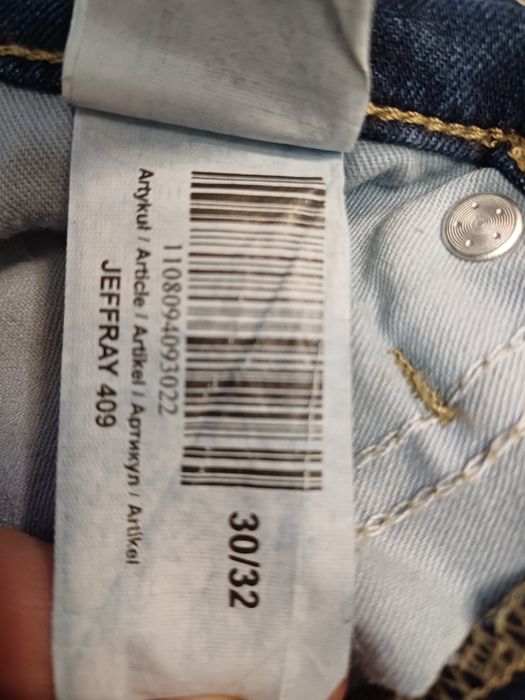 30/32
1108094093022
Artykuł / Article / Artikel / Артикул / Artikel
JEFFRAY 409